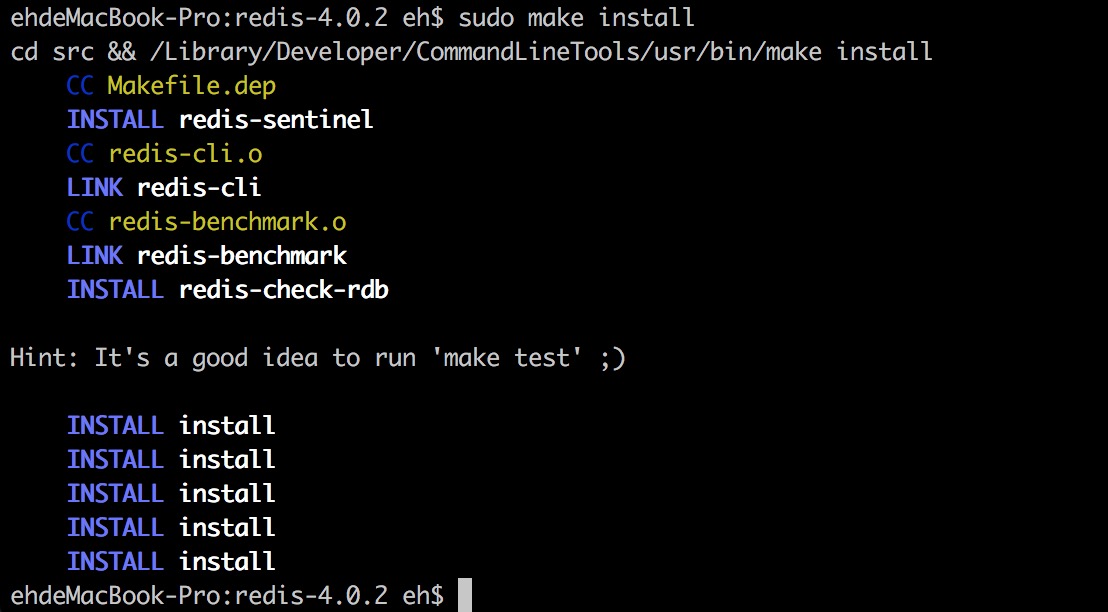 ehdeMacBook-Pro:redis-4.0.2 eh$ sudo make install
cd src && /Library/Developer/CommandLineTools/usr/bin/make install
CC Makefile.dep
INSTALL redis-sentinel
CC redis-cli.o
LINK redis-cli
CC redis-benchmark.o
LINK redis-benchmark
INSTALL redis-check-rdb
Hint: It's a good idea to run 'make test' ;)
INSTALL install
INSTALL install
INSTALL install
INSTALL install
INSTALL install
ehdeMacBook-Pro:redis-4.0.2 eh$